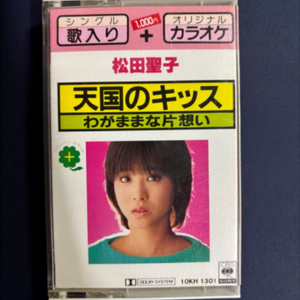 シングル
歌入り
1,000円
+
オリジナル
カラオケ
松田聖子
天国のキッス
わがままな片想い
DOLBY SYSTEM
10KH 1301